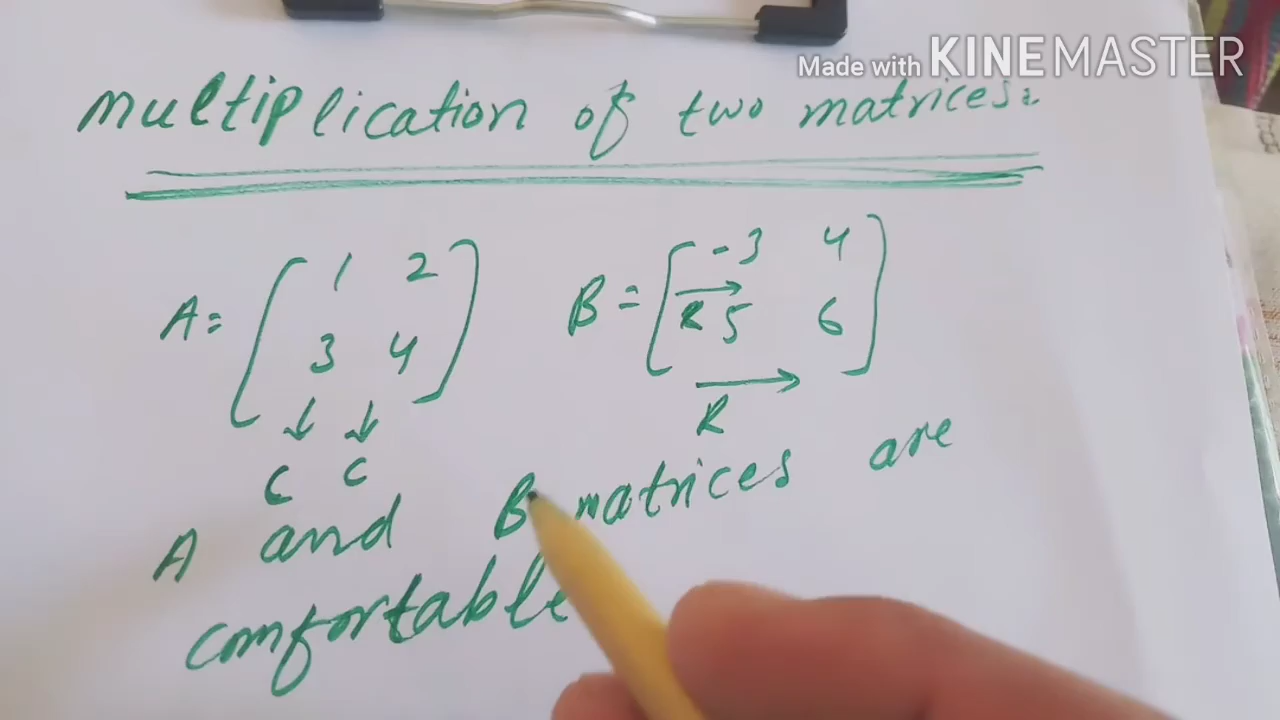 Made with KINEMASTER
multiplication of two matrices:
A= [1 2 B= [-3 4]
3 4] R 5 6]
C C R
A and B matrices are
comfortable